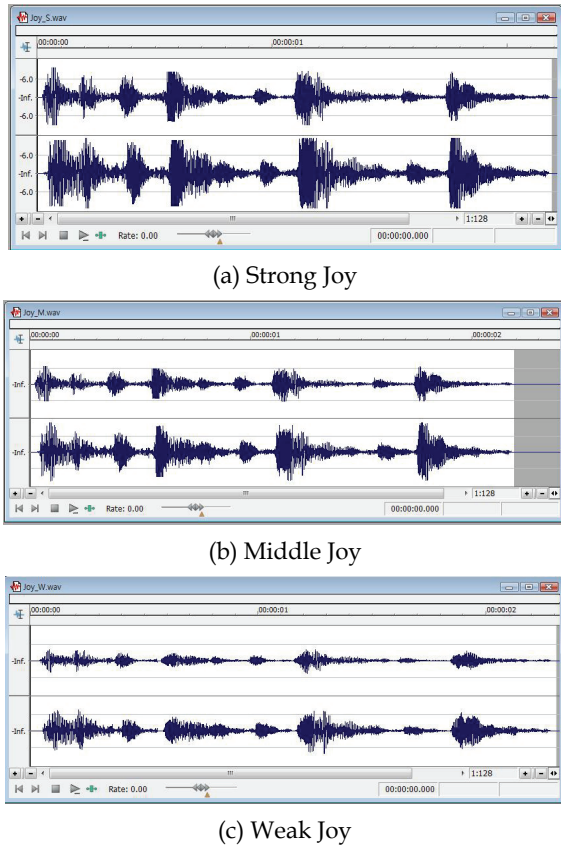 Joy_S.wav
00:00:00 ,00:00:01
-6.0
-Inf.
-6.0
-6.0
-Inf.
-6.0
1:128
Rate: 0.00 00:00:00.000
(a) Strong Joy
Joy_M.wav
00:00:00 ,00:00:01 ,00:00:02
-Inf.
-Inf.
1:128
Rate: 0.00 00:00:00.000
(b) Middle Joy
Joy_W.wav
00:00:00 ,00:00:01 ,00:00:02
-Inf.
-Inf.
1:128
Rate: 0.00 00:00:00.000
(c) Weak Joy